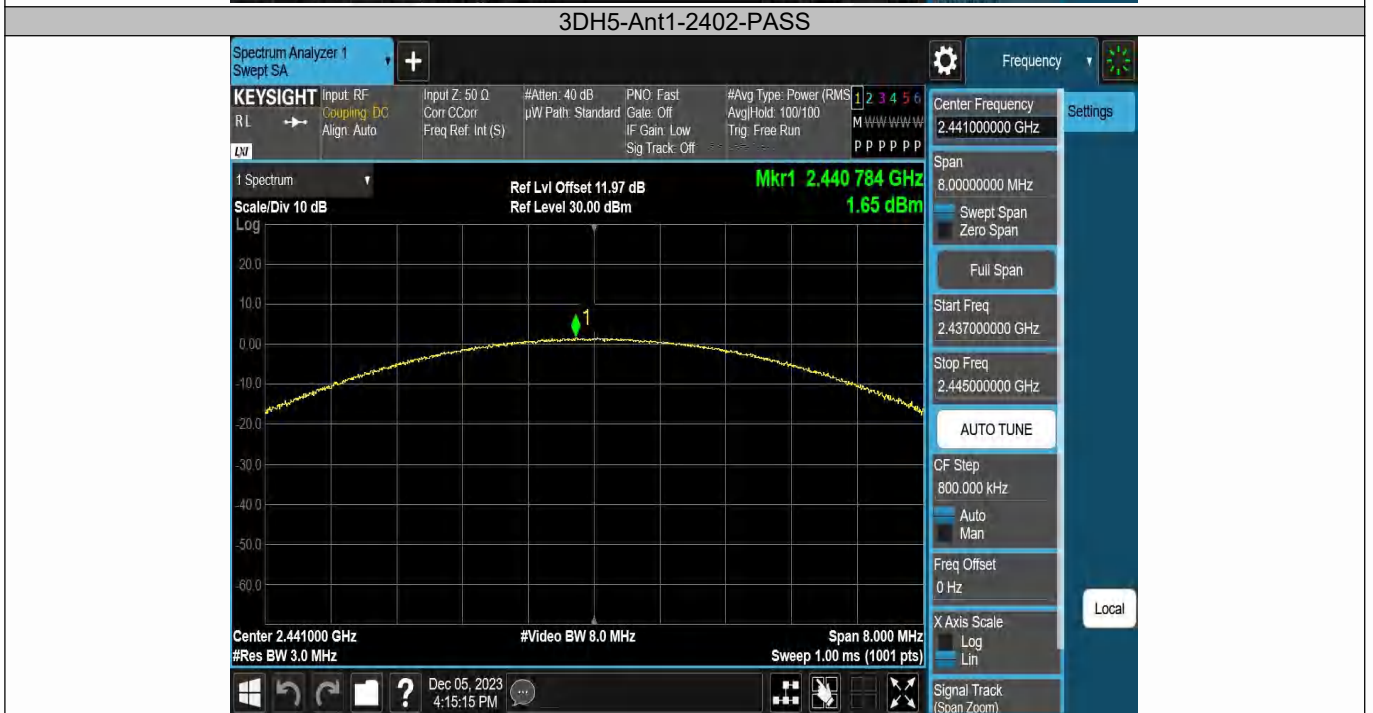 3DH5-Ant1-2402-PASS
Spectrum Analyzer 1
Swept SA
Frequency
KEYSIGHT
RL
LXI
Input: RF
Coupling: DC
Align: Auto
Input Z: 50 Ω
Corr CCorr
Freq Ref: Int (S)
#Atten: 40 dB
µW Path: Standard
PNO: Fast
Gate: Off
IF Gain: Low
Sig Track: Off
#Avg Type: Power (RMS
Avg|Hold: 100/100
Trig: Free Run
1 2 3 4 5 6
M W W W W W
P P P P P P
1 Spectrum
Scale/Div 10 dB
Log
Ref Lvl Offset 11.97 dB
Ref Level 30.00 dBm
Mkr1 2.440 784 GHz
1.65 dBm
20.0
10.0
1
0.00
-10.0
-20.0
-30.0
-40.0
-50.0
-60.0
Center 2.441000 GHz
#Res BW 3.0 MHz
#Video BW 8.0 MHz
Span 8.000 MHz
Sweep 1.00 ms (1001 pts)
Dec 05, 2023
4:15:15 PM
Center Frequency
2.441000000 GHz
Settings
Span
8.00000000 MHz
Swept Span
Zero Span
Full Span
Start Freq
2.437000000 GHz
Stop Freq
2.445000000 GHz
AUTO TUNE
CF Step
800.000 kHz
Auto
Man
Freq Offset
0 Hz
Local
X Axis Scale
Log
Lin
Signal Track
(Span Zoom)